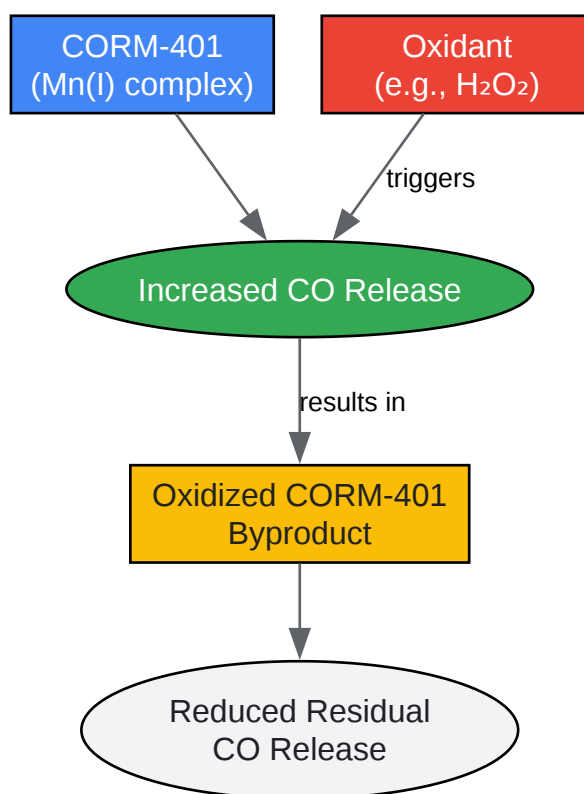 CORM-401
(Mn(I) complex)
Oxidant
(e.g., H₂O₂)
triggers
Increased CO Release
results in
Oxidized CORM-401
Byproduct
Reduced Residual
CO Release